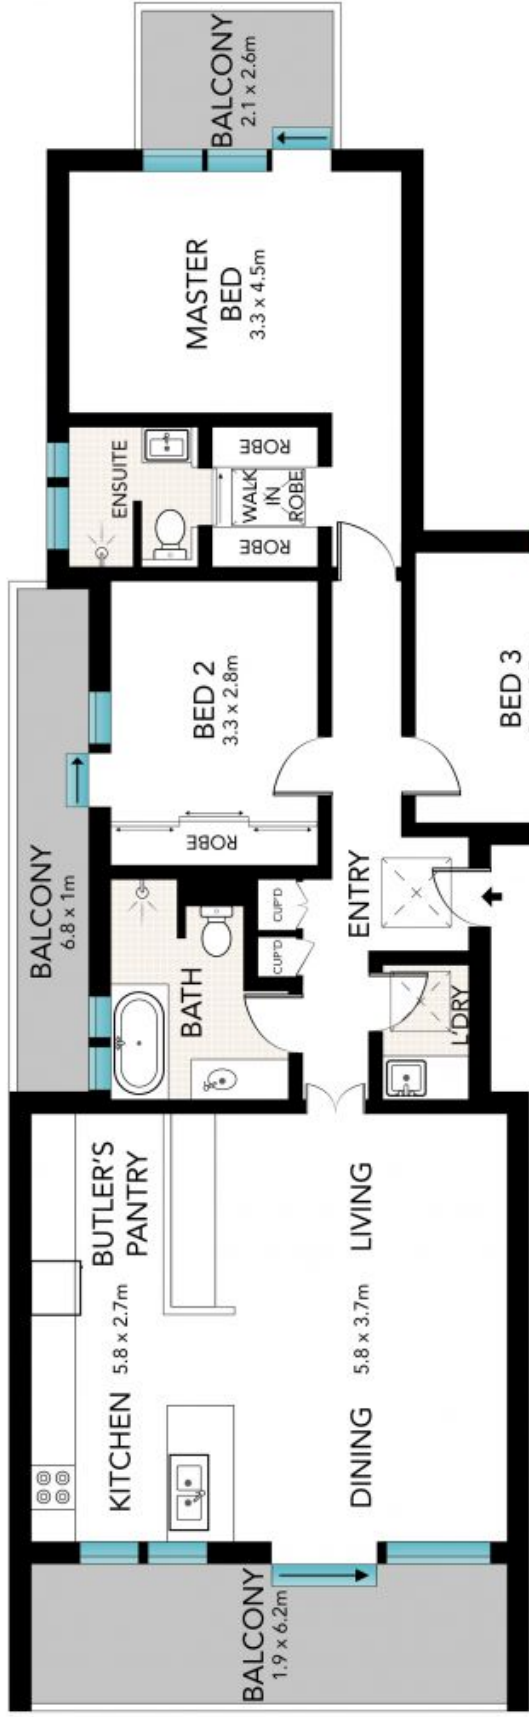 BALCONY
2.1 x 2.6m
MASTER
BED
3.3 x 4.5m
ENSUITE
ROBE
WALK
IN
ROBE
ROBE
BED 2
3.3 x 2.8m
BED 3
ROBE
BALCONY
6.8 x 1m
CUP'D
CUP'D
ENTRY
BATH
L'DRY
BUTLER'S
PANTRY
LIVING
5.8 x 2.7m
5.8 x 3.7m
KITCHEN
DINING
BALCONY
1.9 x 6.2m